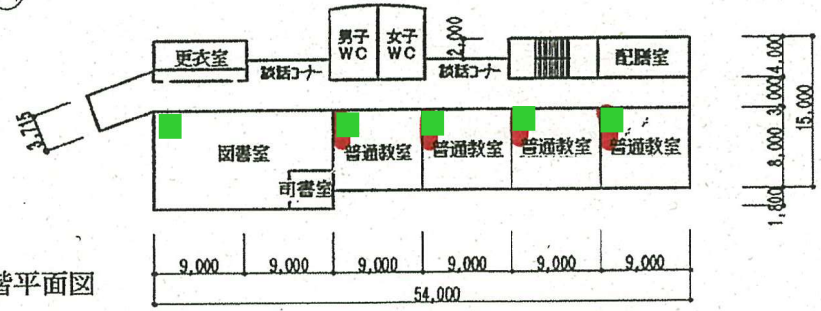 男子
WC
女子
WC
2,000
更衣室
談話コーナー
談話コーナー
配膳室
4,000
3,000
15,000
8,000
1,800
3,715
図書室
普通教室
普通教室
普通教室
普通教室
司書室
9,000
9,000
9,000
9,000
9,000
9,000
54,000
階平面図